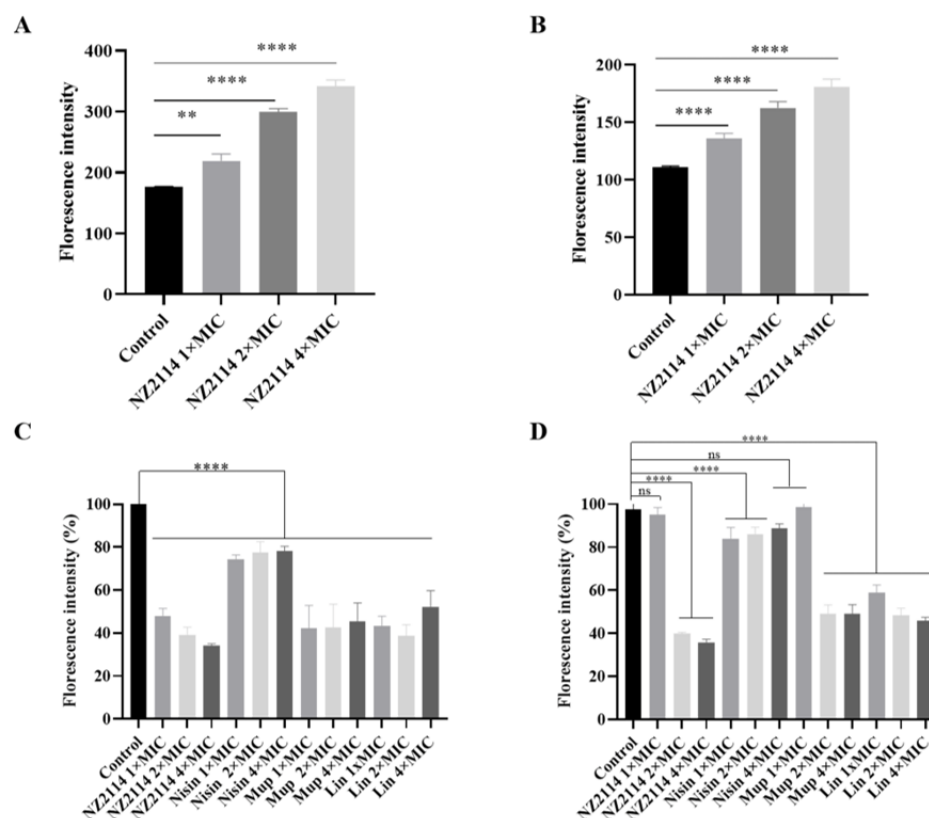 A
Florescence intensity
400
300
200
100
0
**
****
****
Control
NZ2114 1×MIC
NZ2114 2×MIC
NZ2114 4×MIC
B
Florescence intensity
200
150
100
50
0
****
****
****
Control
NZ2114 1×MIC
NZ2114 2×MIC
NZ2114 4×MIC
C
Florescence intensity (%)
100
80
60
40
20
0
****
Control
NZ2114 1×MIC
NZ2114 2×MIC
NZ2114 4×MIC
Nisin 1×MIC
Nisin 2×MIC
Nisin 4×MIC
Mup 1×MIC
Mup 2×MIC
Mup 4×MIC
Lin 1xMIC
Lin 2×MIC
Lin 4×MIC
D
Florescence intensity (%)
100
80
60
40
20
0
****
ns
****
****
ns
Control
NZ2114 1×MIC
NZ2114 2×MIC
NZ2114 4×MIC
Nisin 1×MIC
Nisin 2×MIC
Nisin 4×MIC
Mup 1×MIC
Mup 2×MIC
Mup 4×MIC
Lin 1xMIC
Lin 2×MIC
Lin 4×MIC